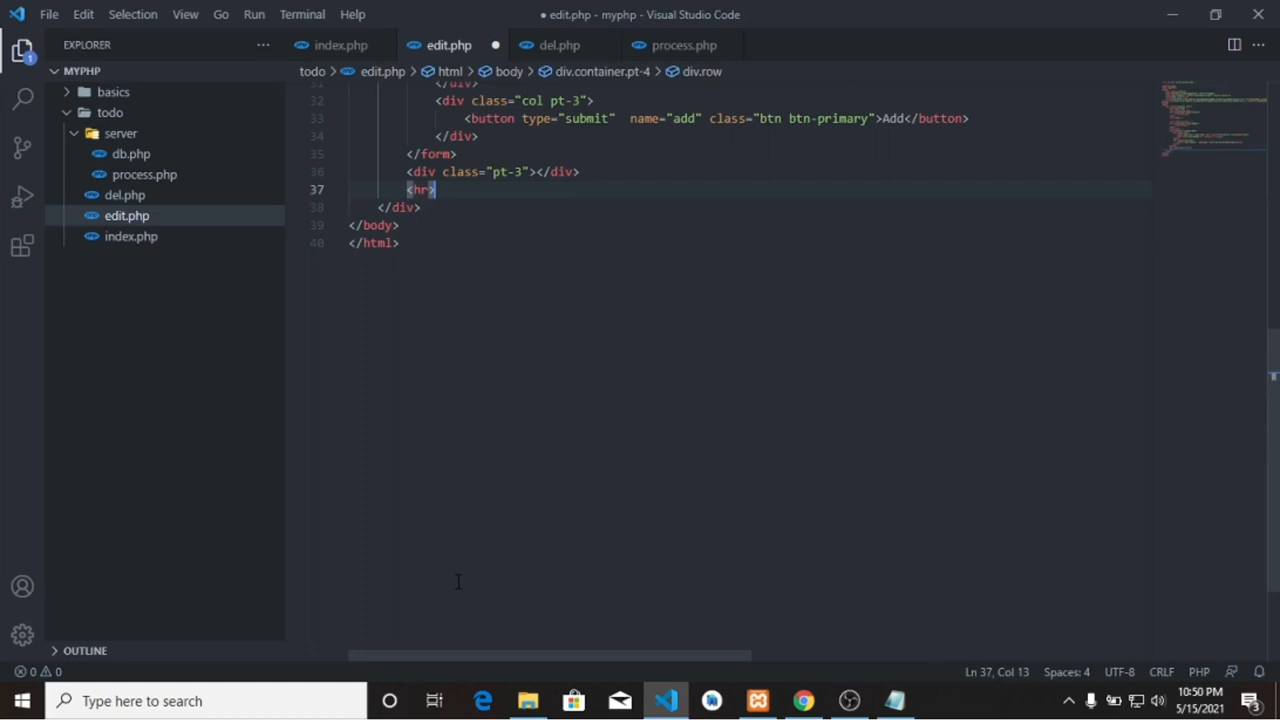 File Edit Selection View Go Run Terminal Help ● edit.php - myphp - Visual Studio Code
EXPLORER ··· index.php edit.php ● del.php process.php
MYPHP
todo > edit.php > html > body > div.container.pt-4 > div.row
basics
todo
server
db.php
process.php
del.php
edit.php
index.php
OUTLINE
31 </div>
32 <div class="col pt-3">
33 <button type="submit"  name="add" class="btn btn-primary">Add</button>
34 </div>
35 </form>
36 <div class="pt-3"></div>
37 <hr>
38 </div>
39 </body>
40 </html>
1
0 0 Ln 37, Col 13 Spaces: 4 UTF-8 CRLF PHP
Type here to search
10:50 PM
5/15/2021
3